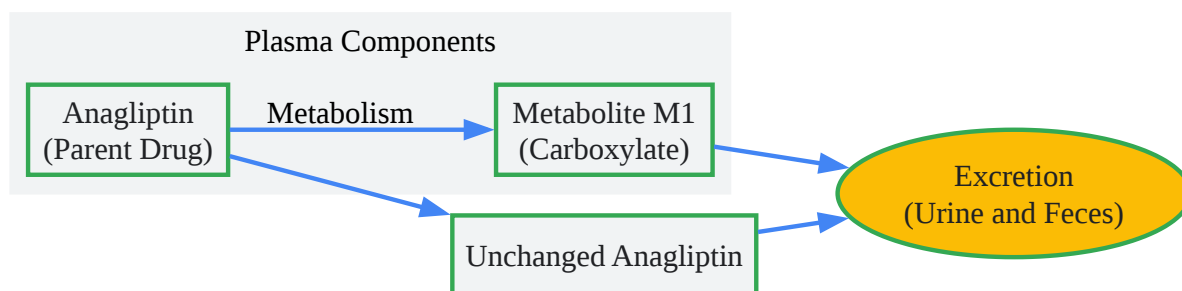 Plasma Components
Anagliptin
(Parent Drug)
Metabolism
Metabolite M1
(Carboxylate)
Excretion
(Urine and Feces)
Unchanged Anagliptin